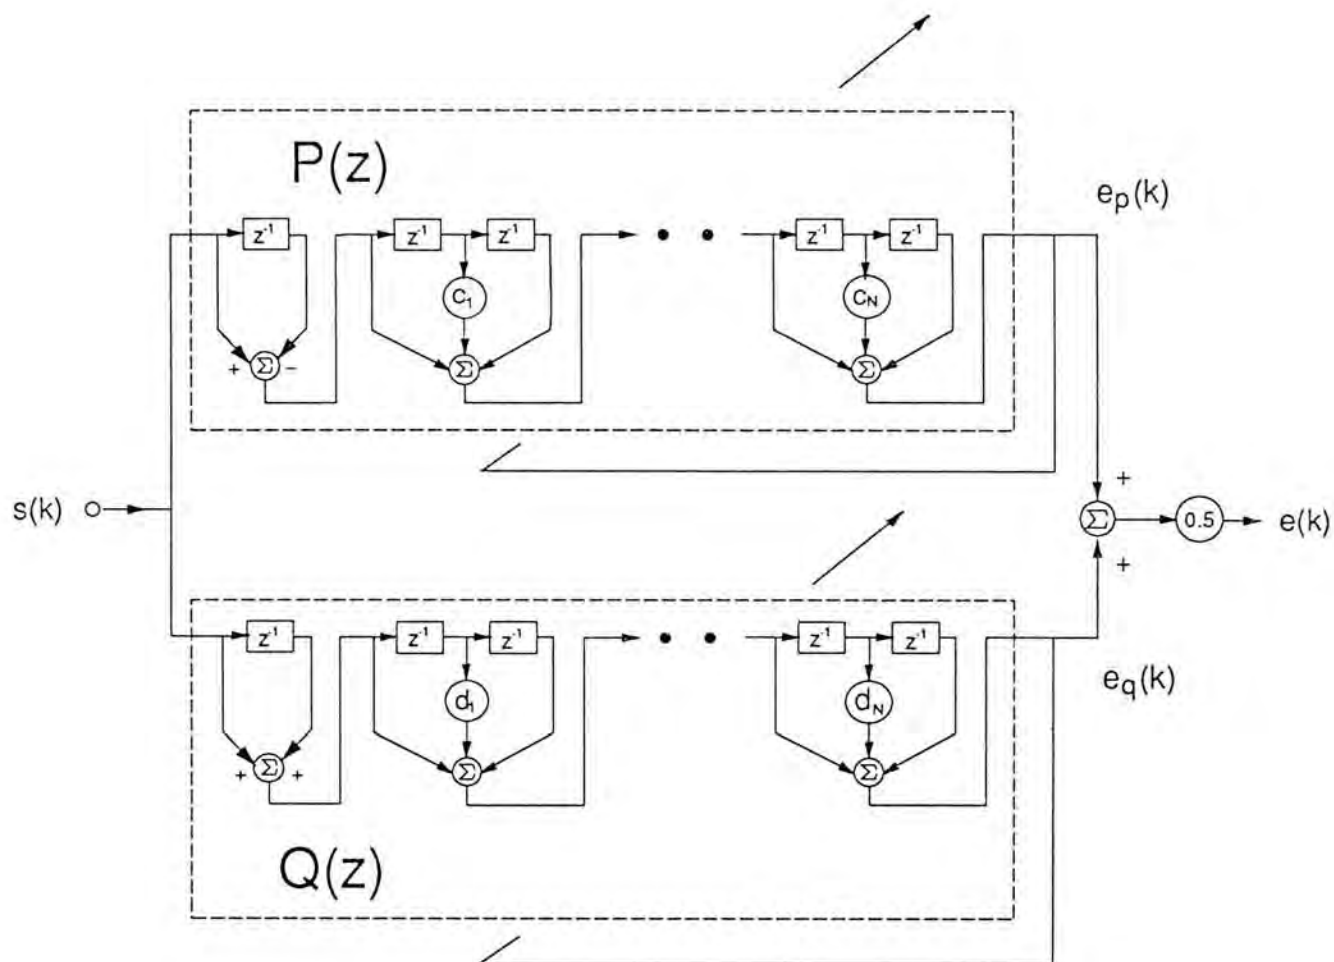 P(z)
e_p(k)
z⁻¹ z⁻¹ z⁻¹ z⁻¹ z⁻¹
c₁ c_N
+ Σ − Σ Σ
s(k)
+
Σ 0.5 e(k)
+
z⁻¹ z⁻¹ z⁻¹ z⁻¹ z⁻¹
e_q(k)
d₁ d_N
+ Σ + Σ Σ
Q(z)